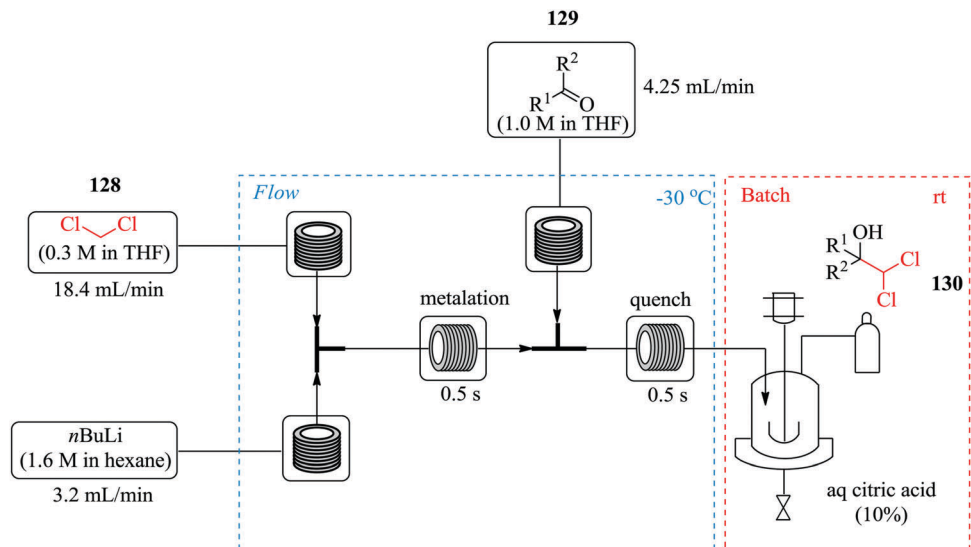 129
R2
R1
O
(1.0 M in THF)
4.25 mL/min
128
Cl Cl
(0.3 M in THF)
18.4 mL/min
Flow
-30 oC
Batch
rt
OH
R1
R2
Cl
Cl
130
metalation
0.5 s
quench
0.5 s
nBuLi
(1.6 M in hexane)
3.2 mL/min
aq citric acid
(10%)